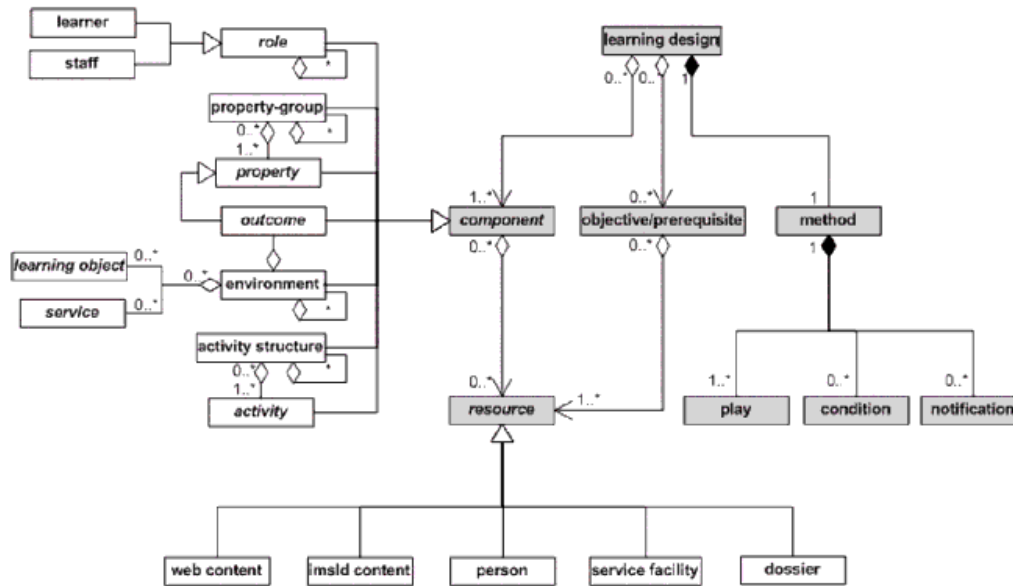 learner
staff
role
*
property-group
0..*
*
1..*
property
outcome
learning object
0..*
service
0..*
0..*
environment
*
activity structure
0..*
*
1..*
activity
learning design
0..*
0..*
1
1..*
component
0..*
0..*
objective/prerequisite
0..*
1
method
1
0..*
resource
1..*
1..*
play
0..*
condition
0..*
notification
web content
imsld content
person
service facility
dossier